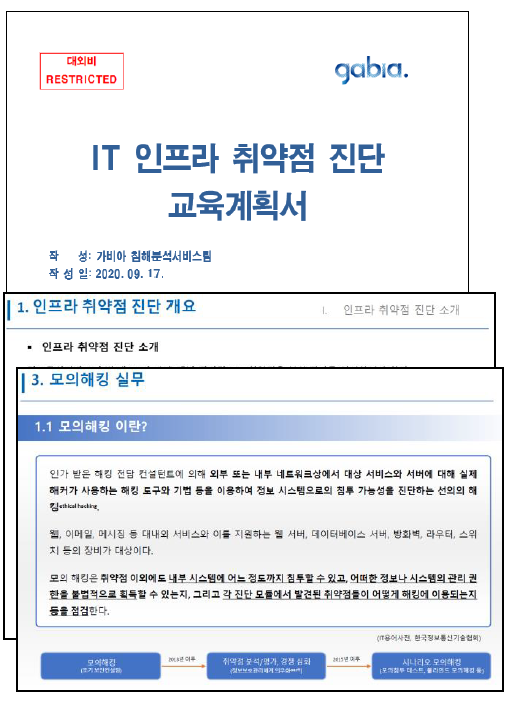 대외비
RESTRICTED
gabia.
IT 인프라 취약점 진단
교육계획서
작 성: 가비아 침해분석서비스팀
작 성 일: 2020. 09. 17.
1. 인프라 취약점 진단 개요
I. 인프라 취약점 진단 소개
▪ 인프라 취약점 진단 소개
3. 모의해킹 실무
1.1 모의해킹 이란?
인가 받은 해킹 전담 컨설턴트에 의해 외부 또는 내부 네트워크상에서 대상 서비스와 서버에 대해 실제
해커가 사용하는 해킹 도구와 기법 등을 이용하여 정보 시스템으로의 침투 가능성을 진단하는 선의의 해
킹ethical hacking.
웹, 이메일, 메시징 등 대내외 서비스와 이를 지원하는 웹 서버, 데이터베이스 서버, 방화벽, 라우터, 스위
치 등의 장비가 대상이다.
모의 해킹은 취약점 이외에도 내부 시스템에 어느 정도까지 침투할 수 있고, 어떠한 정보나 시스템의 관리 권
한을 불법적으로 획득할 수 있는지, 그리고 각 진단 모듈에서 발견된 취약점들이 어떻게 해킹에 이용되는지
등을 점검한다.
(IT용어사전, 한국정보통신기술협회)
모의해킹
취약점 분석/평가, 경쟁 심화
2015년 이후
시나리오 모의해킹